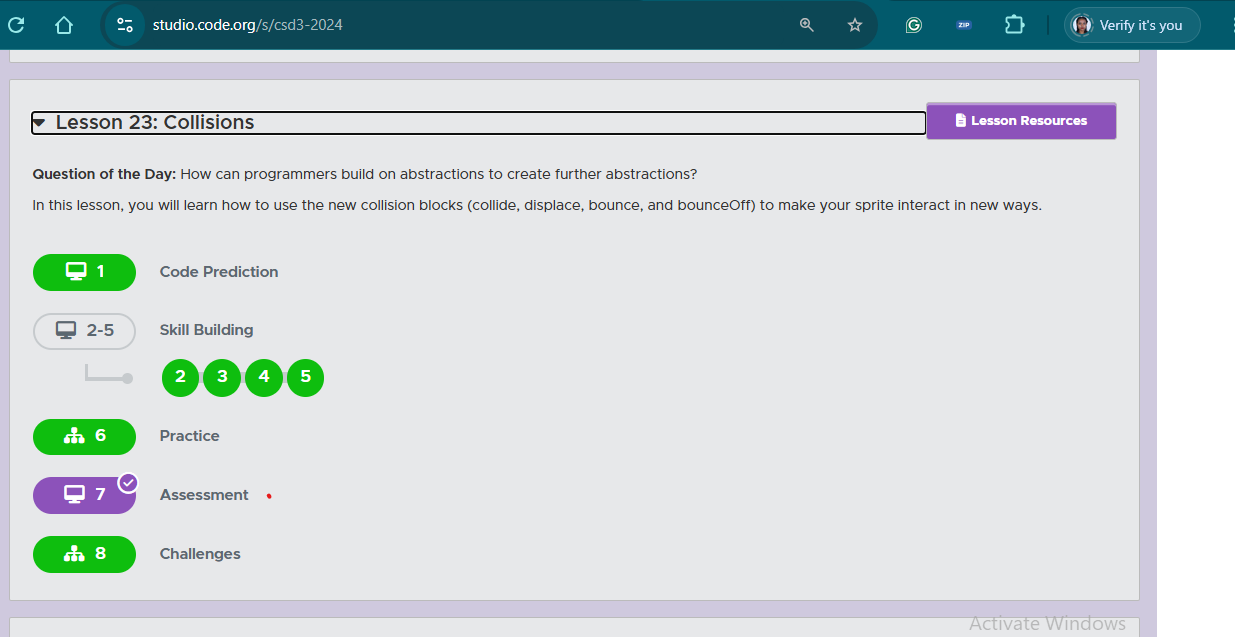 studio.code.org/s/csd3-2024
ZIP
Verify it's you
Lesson 23: Collisions
Lesson Resources
Question of the Day: How can programmers build on abstractions to create further abstractions?
In this lesson, you will learn how to use the new collision blocks (collide, displace, bounce, and bounceOff) to make your sprite interact in new ways.
1 Code Prediction
2-5 Skill Building
2 3 4 5
6 Practice
7 Assessment
8 Challenges
Activate Windows